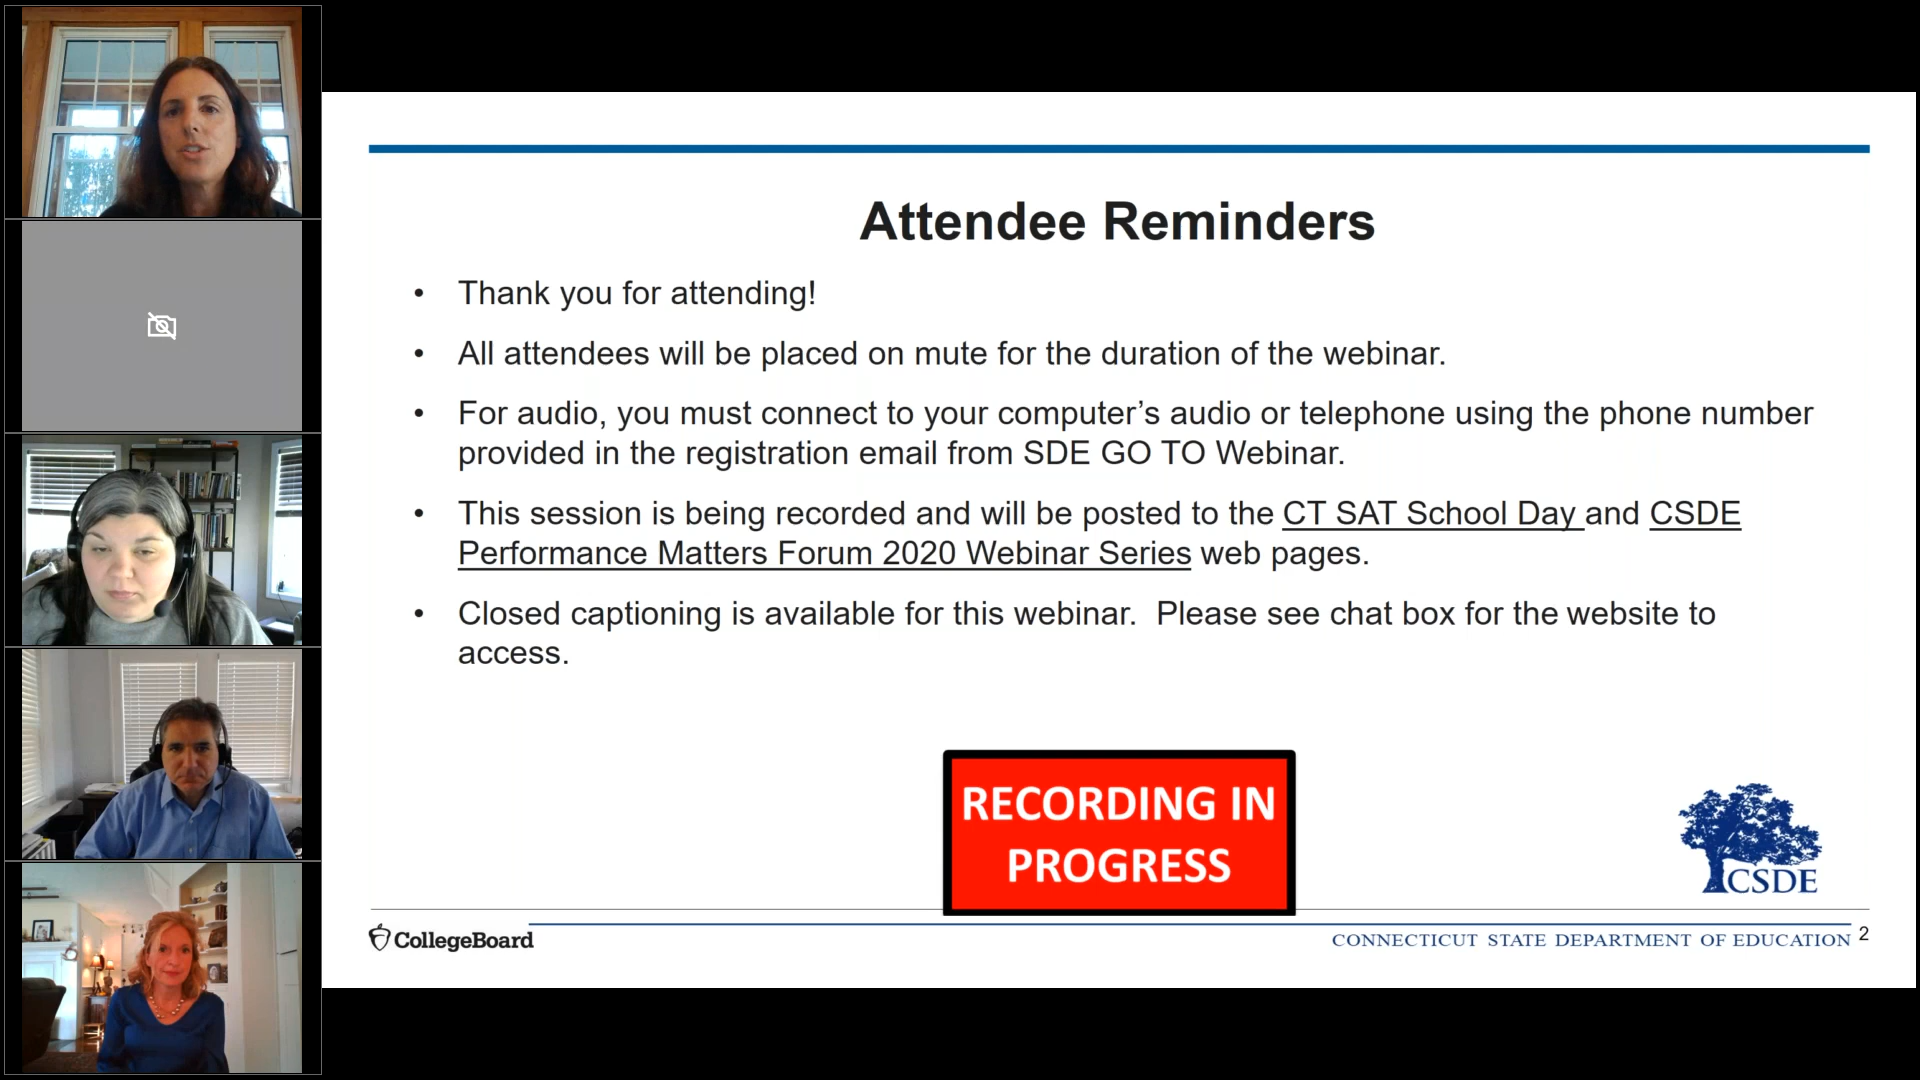 Attendee Reminders
• Thank you for attending!
• All attendees will be placed on mute for the duration of the webinar.
• For audio, you must connect to your computer’s audio or telephone using the phone number
provided in the registration email from SDE GO TO Webinar.
• This session is being recorded and will be posted to the CT SAT School Day and CSDE
Performance Matters Forum 2020 Webinar Series web pages.
• Closed captioning is available for this webinar.  Please see chat box for the website to
access.
RECORDING IN
PROGRESS
CSDE
CollegeBoard
CONNECTICUT STATE DEPARTMENT OF EDUCATION 2